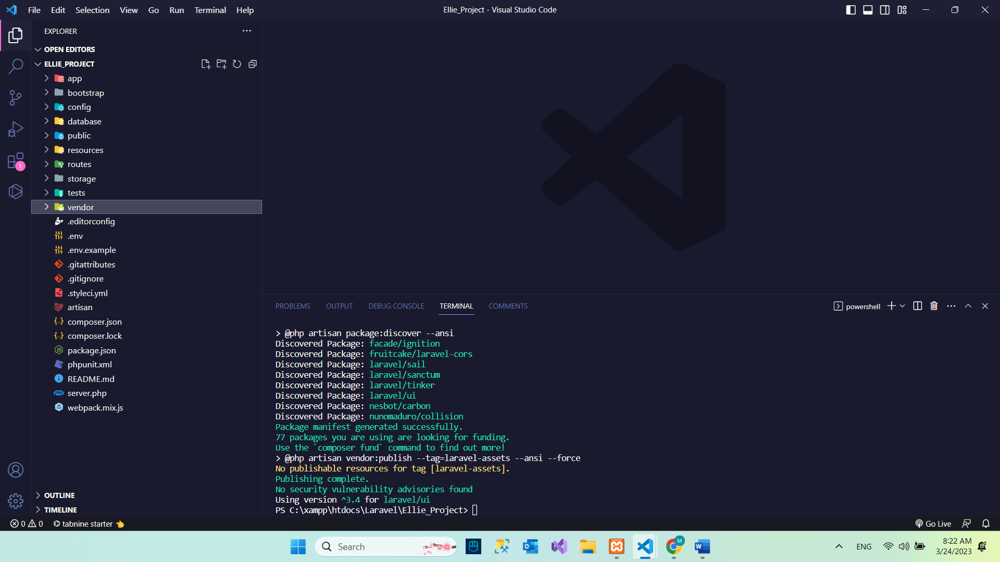 File Edit Selection View Go Run Terminal Help
Ellie_Project - Visual Studio Code
EXPLORER
OPEN EDITORS
ELLIE_PROJECT
app
bootstrap
config
database
public
resources
routes
storage
tests
vendor
.editorconfig
.env
.env.example
.gitattributes
.gitignore
.styleci.yml
artisan
{..} composer.json
{..} composer.lock
package.json
phpunit.xml
README.md
php server.php
webpack.mix.js
OUTLINE
TIMELINE
1
PROBLEMS OUTPUT DEBUG CONSOLE TERMINAL COMMENTS
powershell
> @php artisan package:discover --ansi
Discovered Package: facade/ignition
Discovered Package: fruitcake/laravel-cors
Discovered Package: laravel/sail
Discovered Package: laravel/sanctum
Discovered Package: laravel/tinker
Discovered Package: laravel/ui
Discovered Package: nesbot/carbon
Discovered Package: nunomaduro/collision
Package manifest generated successfully.
77 packages you are using are looking for funding.
Use the `composer fund` command to find out more!
> @php artisan vendor:publish --tag=laravel-assets --ansi --force
No publishable resources for tag [laravel-assets].
Publishing complete.
No security vulnerability advisories found
Using version ^3.4 for laravel/ui
PS C:\xampp\htdocs\Laravel\Ellie_Project>
0 0 tabnine starter
Go Live
Search
M
W
ENG
8:22 AM
3/24/2023